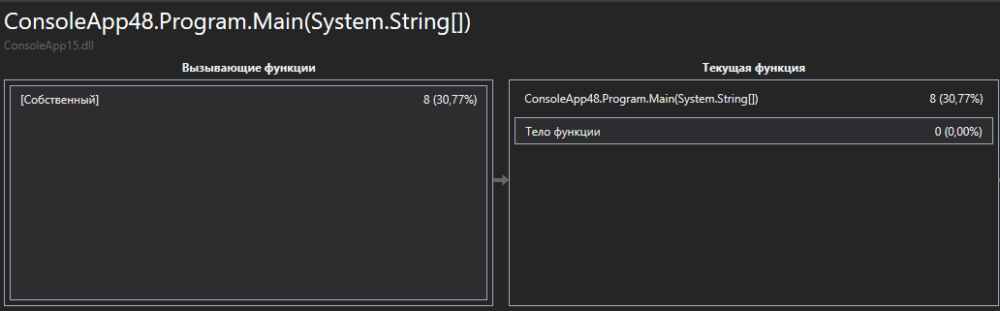 ConsoleApp48.Program.Main(System.String[])
ConsoleApp15.dll
Вызывающие функции
[Собственный] 8 (30,77%)
Текущая функция
ConsoleApp48.Program.Main(System.String[]) 8 (30,77%)
Тело функции 0 (0,00%)